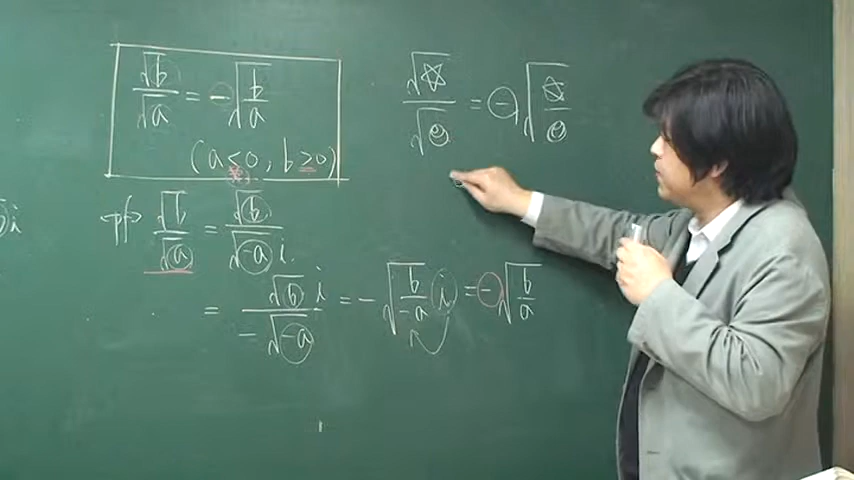 √b/√a = -√(b/a)
(a<0, b≥0)
√☆/√☺ = -√(☆/☺)
i
pf> √b/√a = √b/(√-a i).
= √b i/(-√-a) = -√(b/-a) i = -√(b/a)